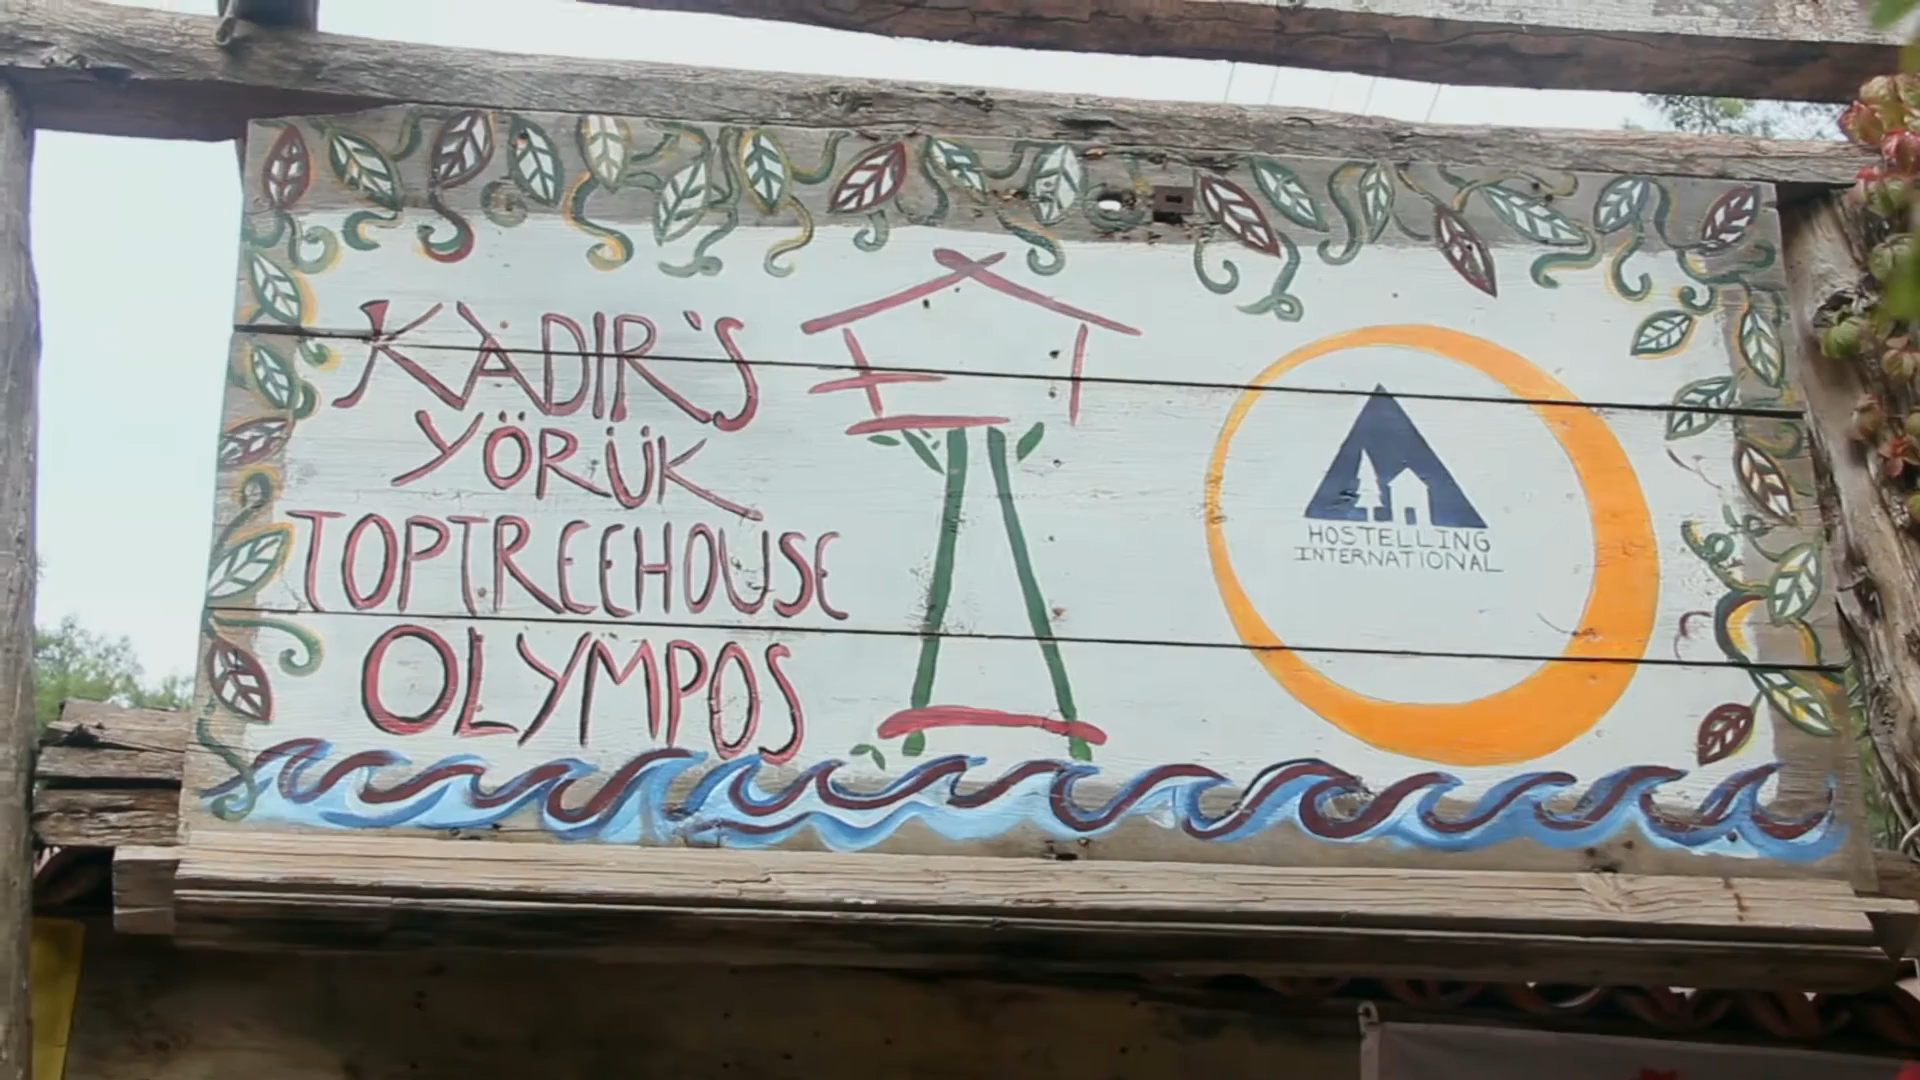 KADIR'S
YÖRÜK
TOPTREEHOUSE
OLYMPOS
HOSTELLING
INTERNATIONAL